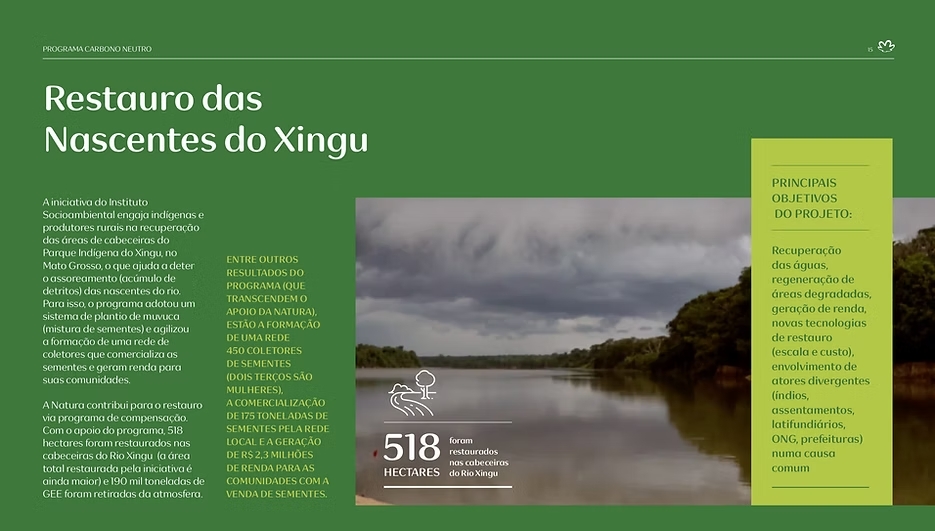 PROGRAMA CARBONO NEUTRO
15
Restauro das
Nascentes do Xingu
A iniciativa do Instituto
Socioambiental engaja indígenas e
produtores rurais na recuperação
das áreas de cabeceiras do
Parque Indígena do Xingu, no
Mato Grosso, o que ajuda a deter
o assoreamento (acúmulo de
detritos) das nascentes do rio.
Para isso, o programa adotou um
sistema de plantio de muvuca
(mistura de sementes) e agilizou
a formação de uma rede de
coletores que comercializa as
sementes e geram renda para
suas comunidades.
A Natura contribui para o restauro
via programa de compensação.
Com o apoio do programa, 518
hectares foram restaurados nas
cabeceiras do Rio Xingu  (a área
total restaurada pela iniciativa é
ainda maior) e 190 mil toneladas de
GEE foram retiradas da atmosfera.
ENTRE OUTROS
RESULTADOS DO
PROGRAMA (QUE
TRANSCENDEM O
APOIO DA NATURA),
ESTÃO A FORMAÇÃO
DE UMA REDE
450 COLETORES
DE SEMENTES
(DOIS TERÇOS SÃO
MULHERES),
A COMERCIALIZAÇÃO
DE 175 TONELADAS DE
SEMENTES PELA REDE
LOCAL E A GERAÇÃO
DE R$ 2,3 MILHÕES
DE RENDA PARA AS
COMUNIDADES COM A
VENDA DE SEMENTES.
518
HECTARES
foram
restaurados
nas cabeceiras
do Rio Xingu
PRINCIPAIS
OBJETIVOS
DO PROJETO:
Recuperação
das águas,
regeneração de
áreas degradadas,
geração de renda,
novas tecnologias
de restauro
(escala e custo),
envolvimento de
atores divergentes
(índios,
assentamentos,
latifundiários,
ONG, prefeituras)
numa causa
comum